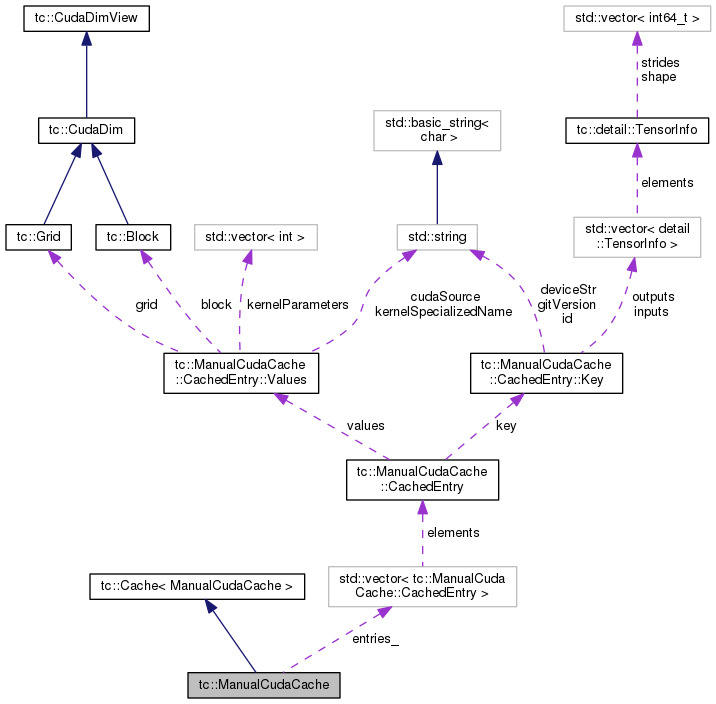 tc::CudaDimView
std::vector< int64_t >
strides
shape
tc::CudaDim
std::basic_string<
char >
tc::detail::TensorInfo
elements
tc::Grid
tc::Block
std::vector< int >
std::string
std::vector< detail
::TensorInfo >
grid
block
kernelParameters
cudaSource
kernelSpecializedName
deviceStr
gitVersion
id
outputs
inputs
tc::ManualCudaCache
::CachedEntry::Values
tc::ManualCudaCache
::CachedEntry::Key
values
key
tc::ManualCudaCache
::CachedEntry
elements
tc::Cache< ManualCudaCache >
std::vector< tc::ManualCuda
Cache::CachedEntry >
entries_
tc::ManualCudaCache